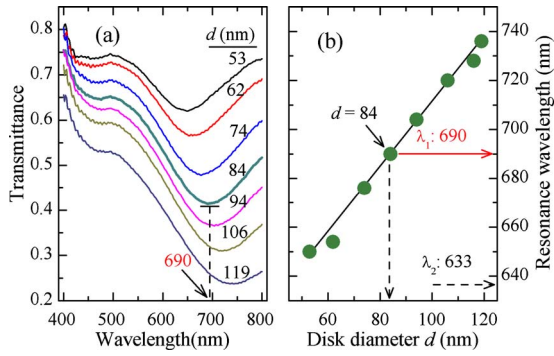 (a)
d (nm)
53
62
74
84
94
106
119
690
0.8
0.7
0.6
0.5
0.4
0.3
0.2
Transmittance
400 500 600 700 800
Wavelength(nm)
(b)
d = 84
λ1: 690
λ2: 633
740
720
700
680
660
640
Resonance wavelength (nm)
40 60 80 100 120
Disk diameter d (nm)